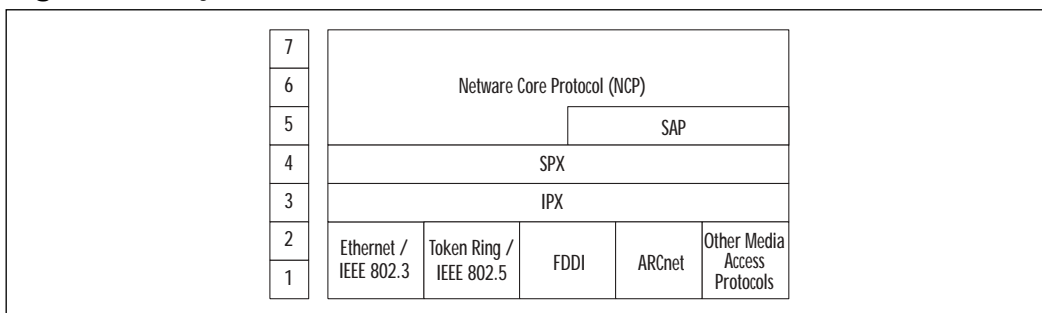 7
6
5
4
3
2
1
Netware Core Protocol (NCP)
SAP
SPX
IPX
Ethernet /
IEEE 802.3
Token Ring /
IEEE 802.5
FDDI
ARCnet
Other Media
Access
Protocols